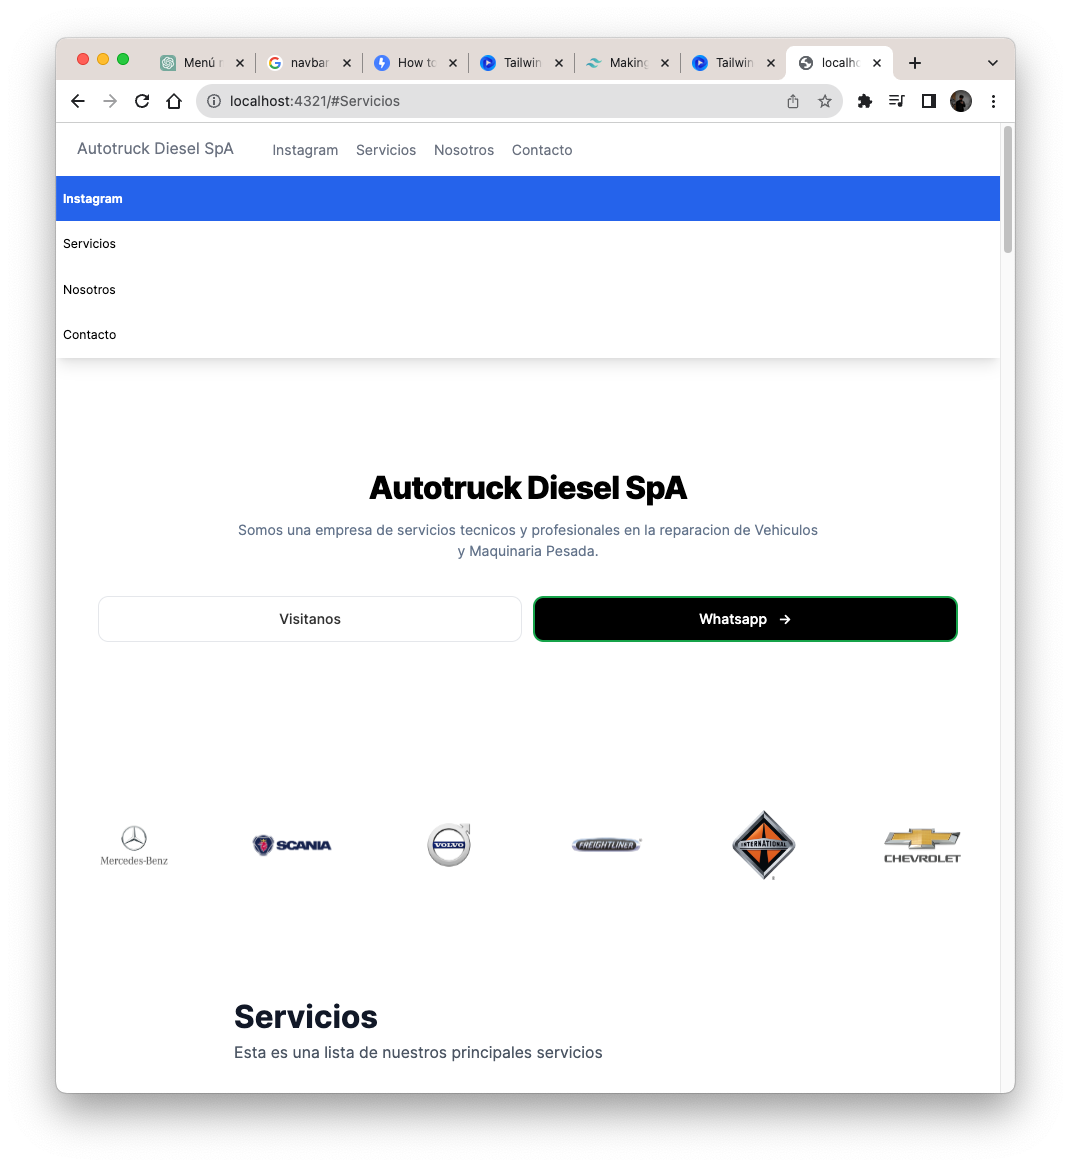 Menú
navbar
How to
Tailwin
Making
Tailwin
localho
localhost:4321/#Servicios
Autotruck Diesel SpA Instagram Servicios Nosotros Contacto
Instagram
Servicios
Nosotros
Contacto
Autotruck Diesel SpA
Somos una empresa de servicios tecnicos y profesionales en la reparacion de Vehiculos
y Maquinaria Pesada.
Visitanos
Whatsapp →
Mercedes-Benz
SCANIA
VOLVO
FREIGHTLINER
INTERNATIONAL
CHEVROLET
Servicios
Esta es una lista de nuestros principales servicios